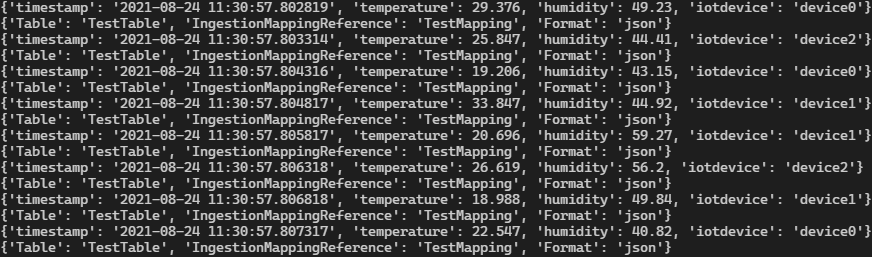 {'timestamp': '2021-08-24 11:30:57.802819', 'temperature': 29.376, 'humidity': 49.23, 'iotdevice': 'device0'}
{'Table': 'TestTable', 'IngestionMappingReference': 'TestMapping', 'Format': 'json'}
{'timestamp': '2021-08-24 11:30:57.803314', 'temperature': 25.847, 'humidity': 44.41, 'iotdevice': 'device2'}
{'Table': 'TestTable', 'IngestionMappingReference': 'TestMapping', 'Format': 'json'}
{'timestamp': '2021-08-24 11:30:57.804316', 'temperature': 19.206, 'humidity': 43.15, 'iotdevice': 'device0'}
{'Table': 'TestTable', 'IngestionMappingReference': 'TestMapping', 'Format': 'json'}
{'timestamp': '2021-08-24 11:30:57.804817', 'temperature': 33.847, 'humidity': 44.92, 'iotdevice': 'device1'}
{'Table': 'TestTable', 'IngestionMappingReference': 'TestMapping', 'Format': 'json'}
{'timestamp': '2021-08-24 11:30:57.805817', 'temperature': 20.696, 'humidity': 59.27, 'iotdevice': 'device1'}
{'Table': 'TestTable', 'IngestionMappingReference': 'TestMapping', 'Format': 'json'}
{'timestamp': '2021-08-24 11:30:57.806318', 'temperature': 26.619, 'humidity': 56.2, 'iotdevice': 'device2'}
{'Table': 'TestTable', 'IngestionMappingReference': 'TestMapping', 'Format': 'json'}
{'timestamp': '2021-08-24 11:30:57.806818', 'temperature': 18.988, 'humidity': 49.84, 'iotdevice': 'device1'}
{'Table': 'TestTable', 'IngestionMappingReference': 'TestMapping', 'Format': 'json'}
{'timestamp': '2021-08-24 11:30:57.807317', 'temperature': 22.547, 'humidity': 40.82, 'iotdevice': 'device0'}
{'Table': 'TestTable', 'IngestionMappingReference': 'TestMapping', 'Format': 'json'}